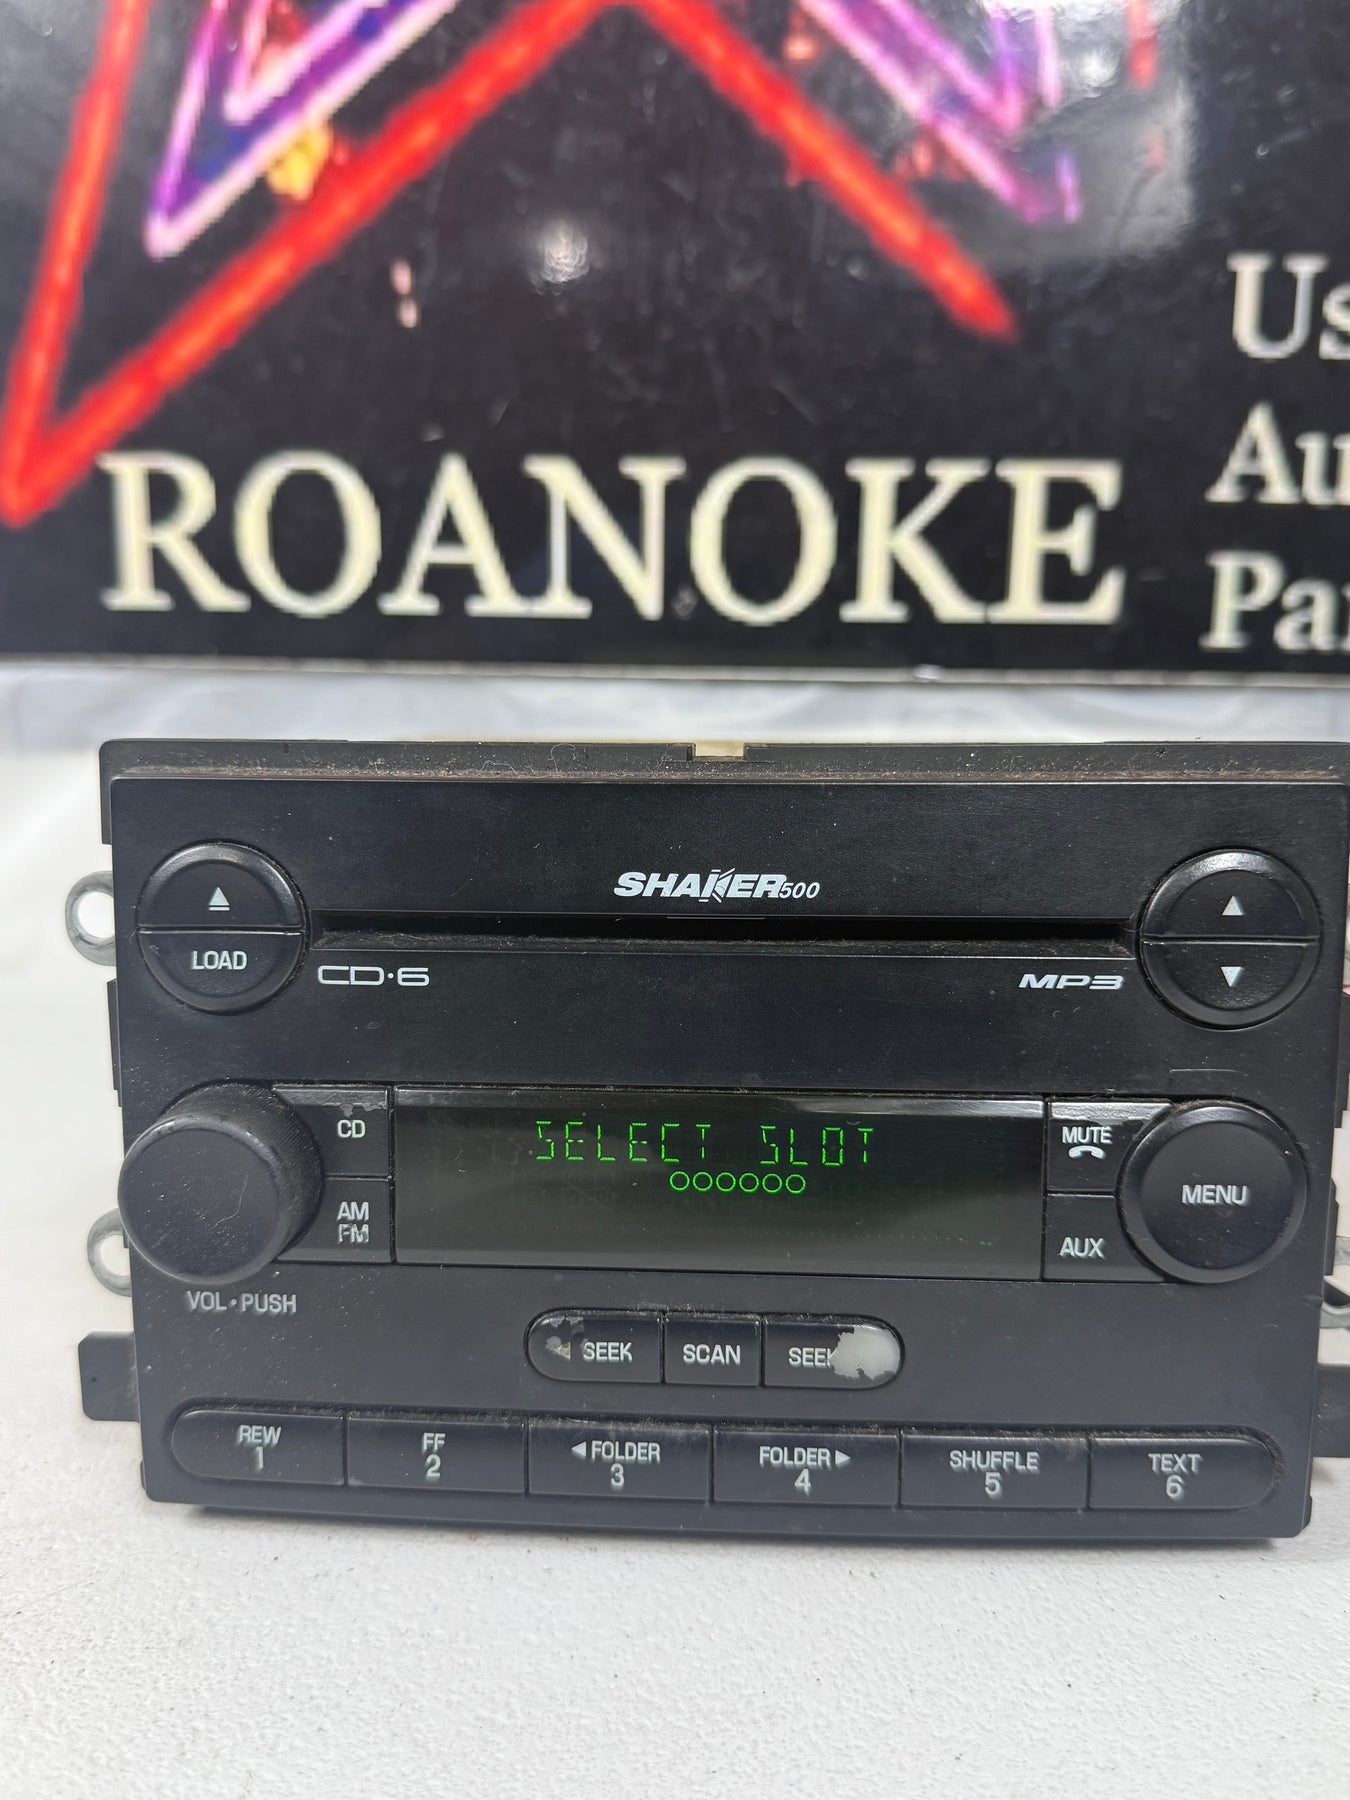 ROANOKE
SHAKER500
LOAD
CD·6
MP3
CD
SELECT SLOT
MUTE
MENU
AM
FM
AUX
VOL·PUSH
SEEK
SCAN
SEEK
REW
1
FF
2
◄FOLDER
3
FOLDER►
4
SHUFFLE
5
TEXT
6